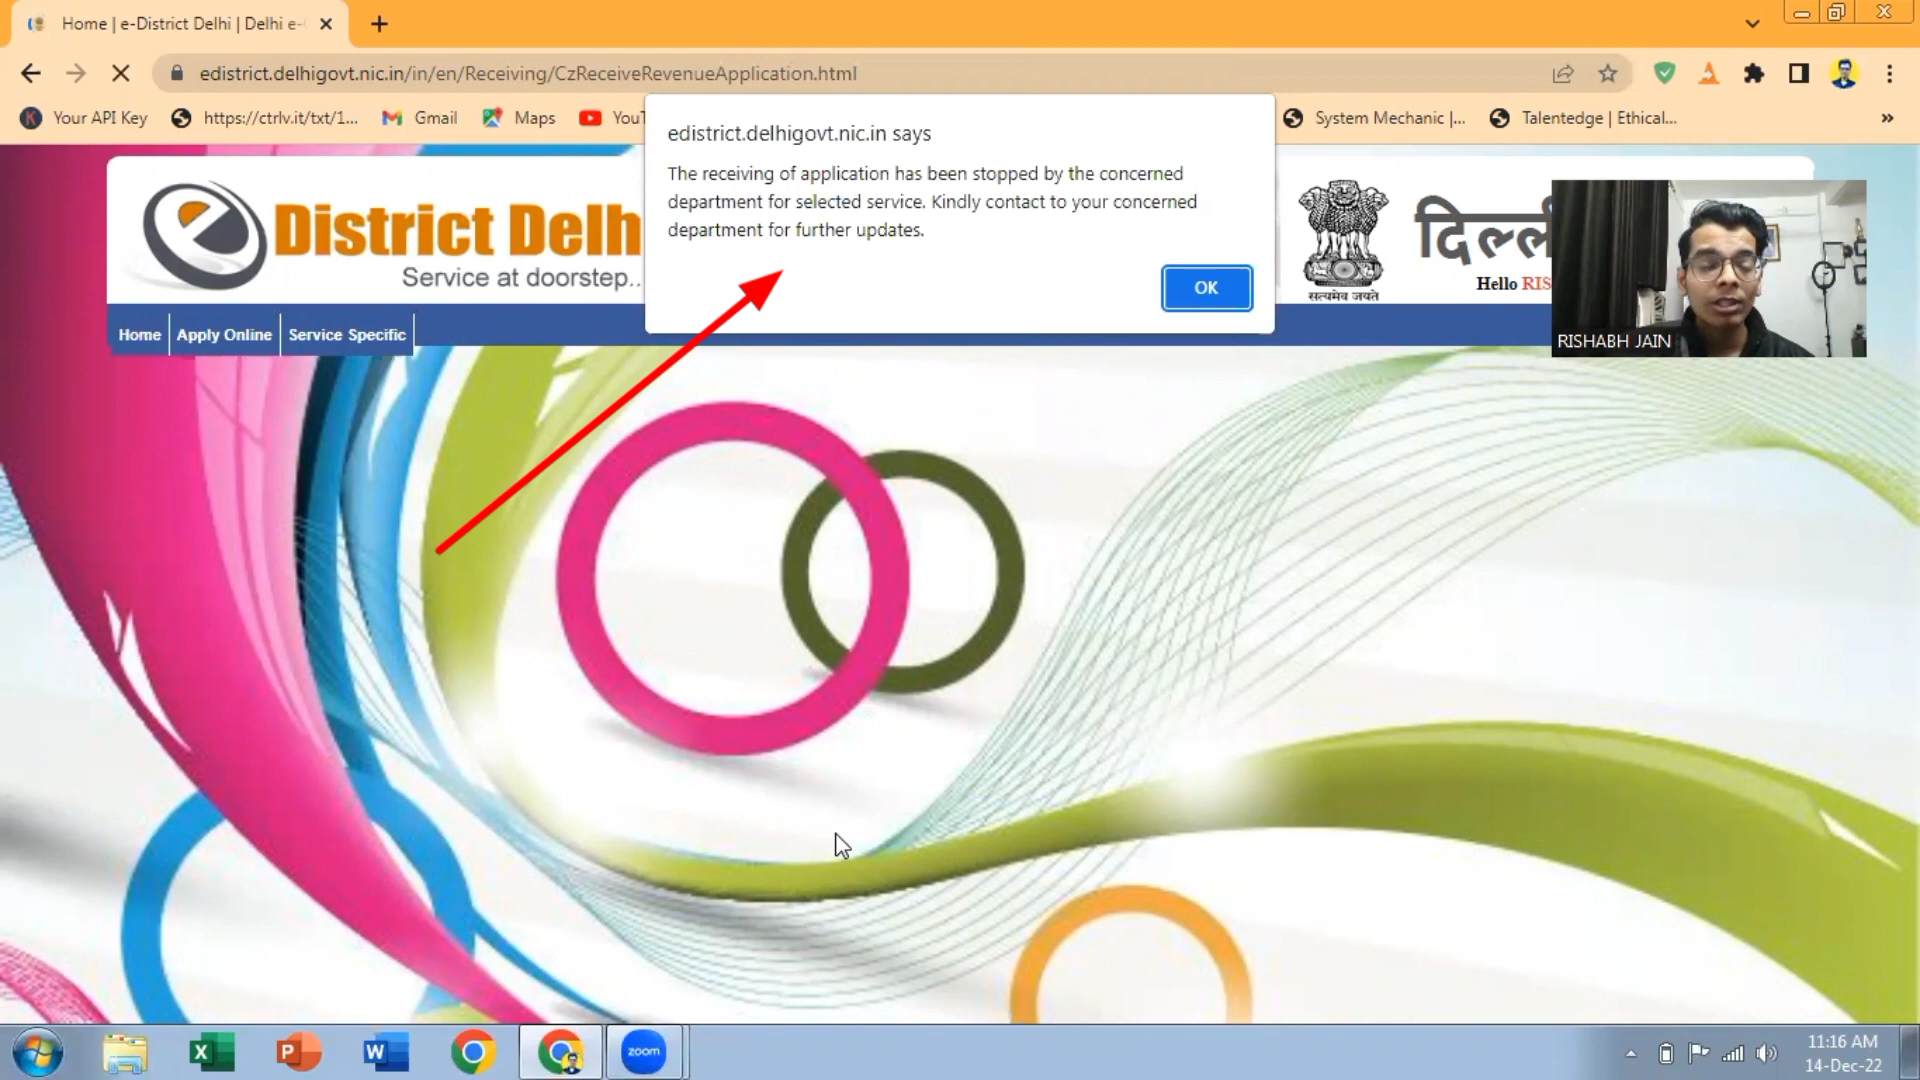 Home | e-District Delhi | Delhi e-
edistrict.delhigovt.nic.in/in/en/Receiving/CzReceiveRevenueApplication.html
Your API Key
https://ctrlv.it/txt/1...
Gmail
Maps
YouT
System Mechanic |...
Talentedge | Ethical...
»
edistrict.delhigovt.nic.in says
The receiving of application has been stopped by the concerned
department for selected service. Kindly contact to your concerned
department for further updates.
OK
District Delh
Service at doorstep..
सत्यमेव जयते
Hello RIS
RISHABH JAIN
Home
Apply Online
Service Specific
zoom
11:16 AM
14-Dec-22